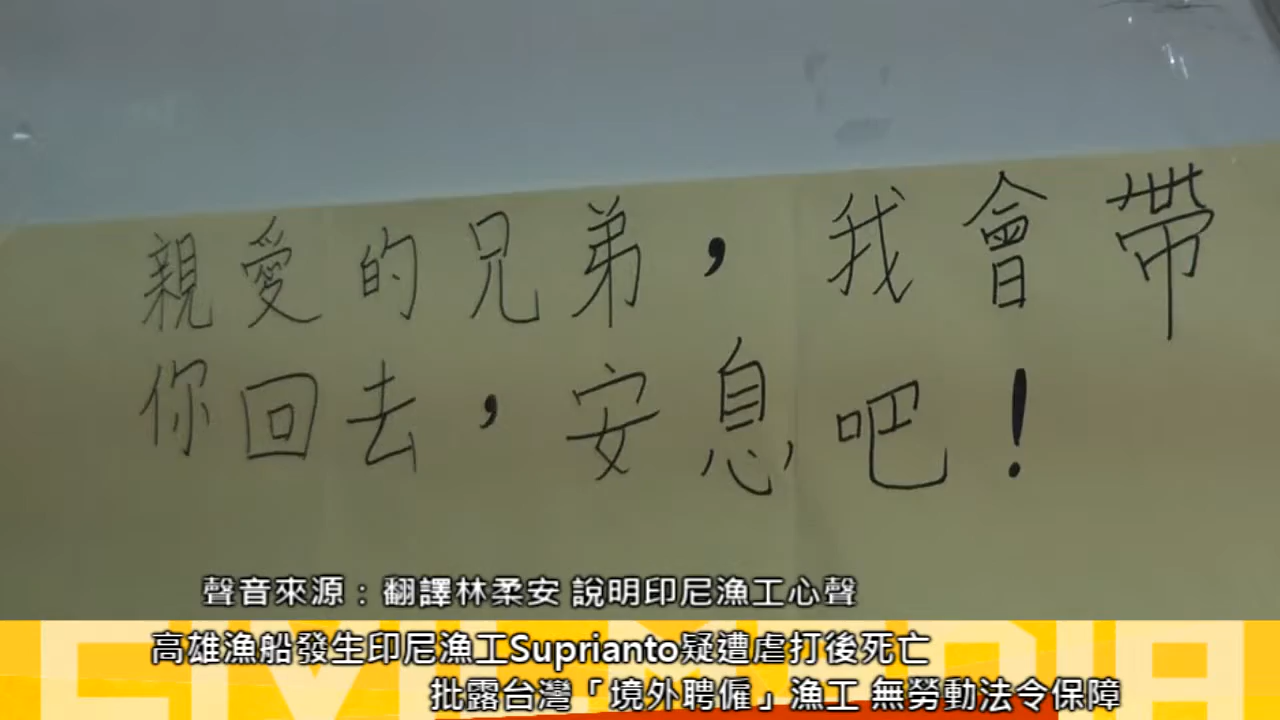 親愛的兄弟，我會帶
你回去，安息吧！
聲音來源：翻譯林柔安 說明印尼漁工心聲
高雄漁船發生印尼漁工Suprianto疑遭虐打後死亡
批露台灣「境外聘僱」漁工 無勞動法令保障